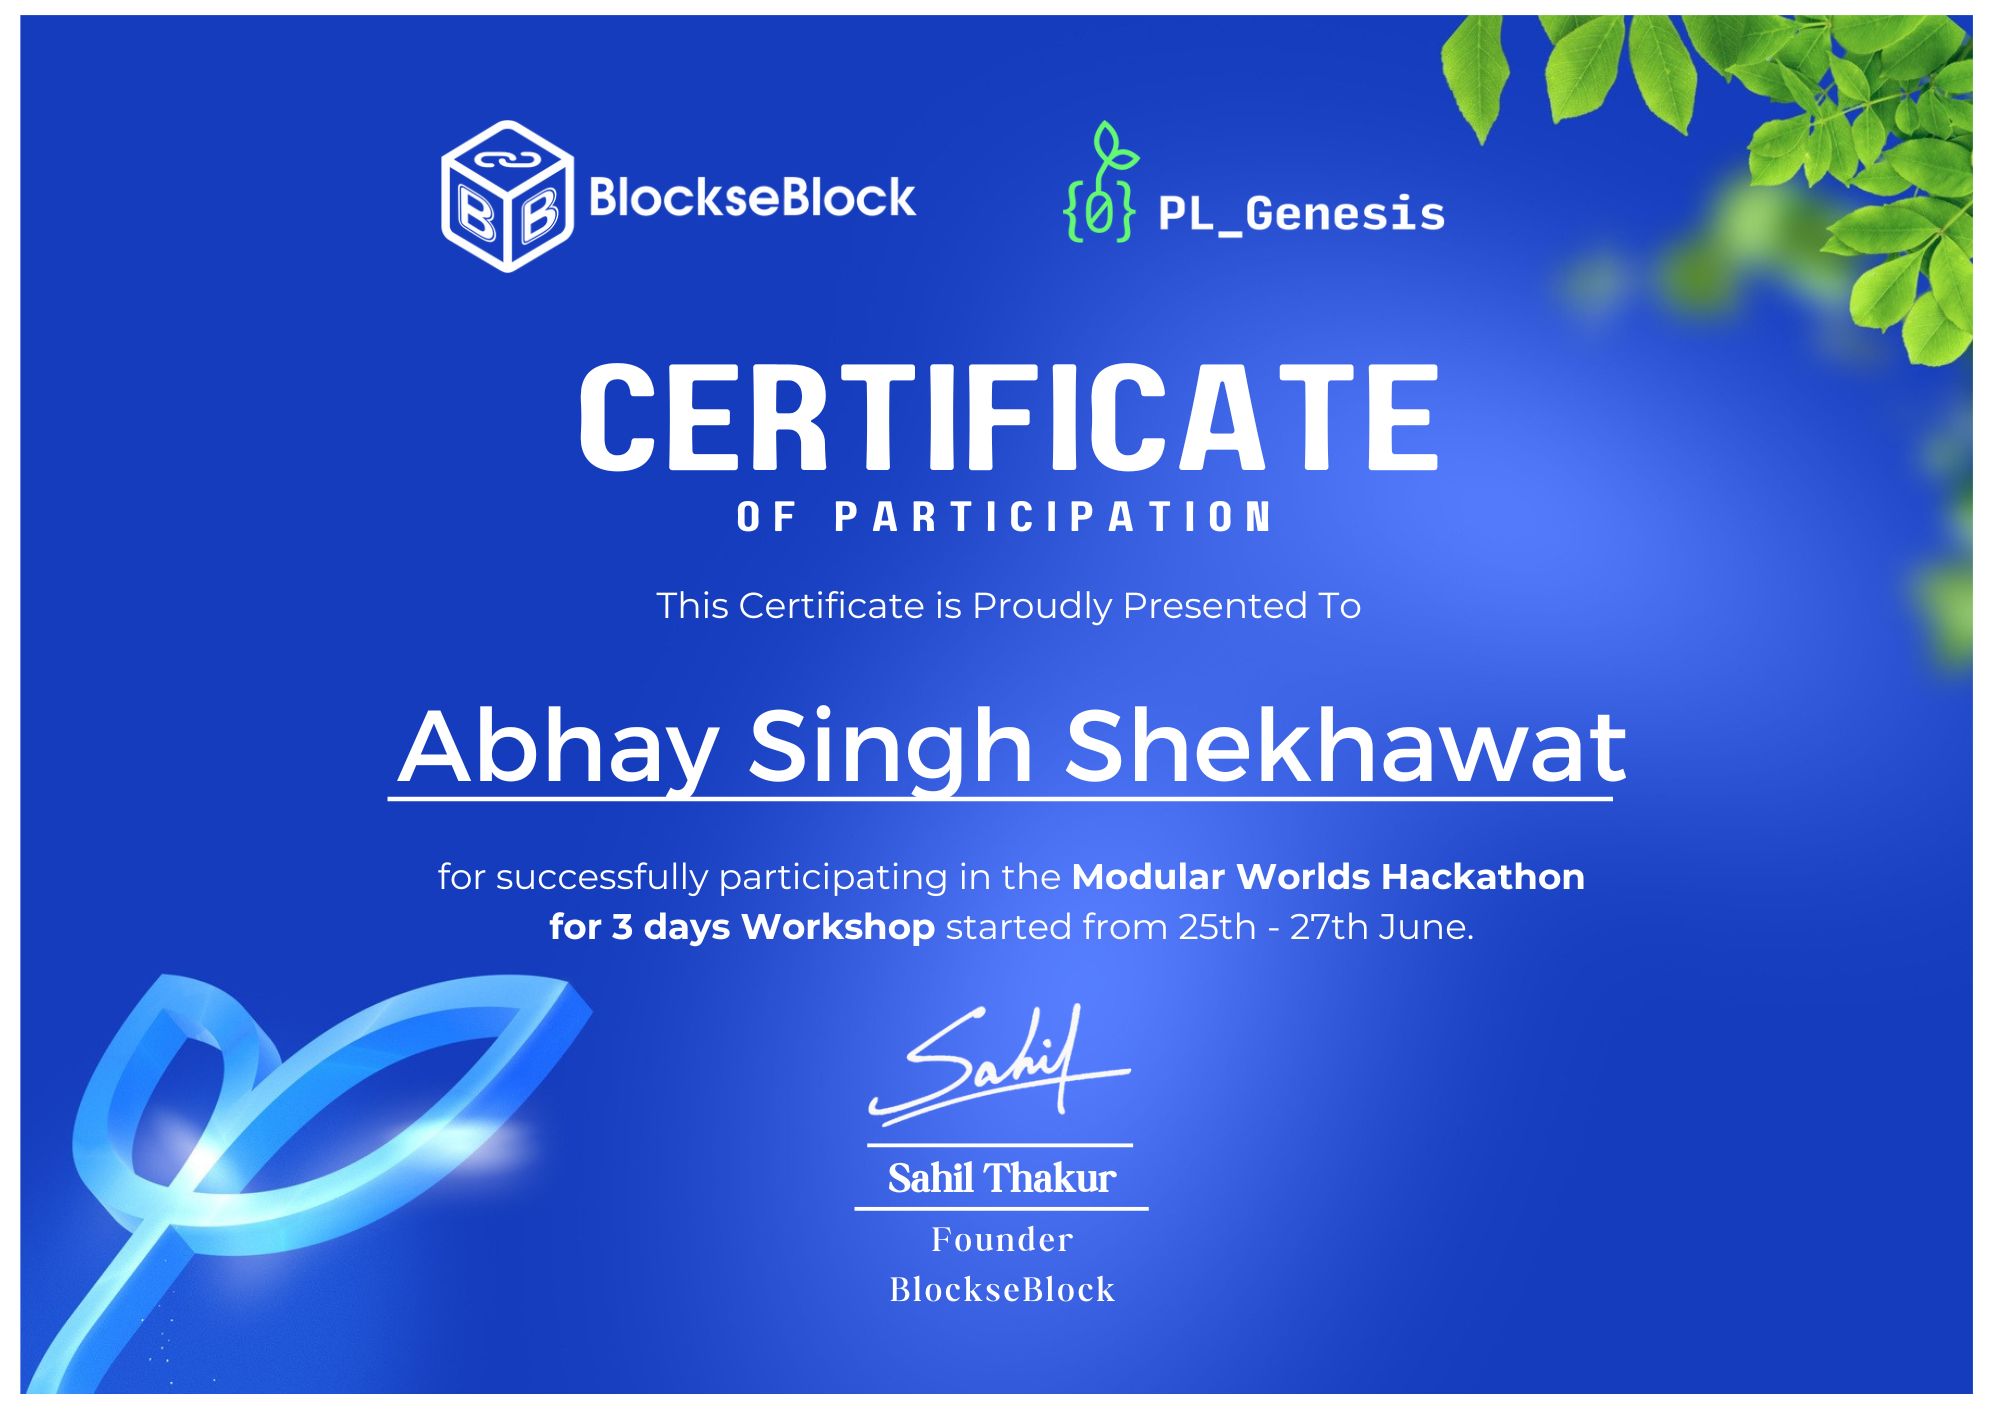 BlockseBlock
PL_Genesis
CERTIFICATE
OF PARTICIPATION
This Certificate is Proudly Presented To
Abhay Singh Shekhawat
for successfully participating in the Modular Worlds Hackathon
for 3 days Workshop started from 25th - 27th June.
Sahil
Sahil Thakur
Founder
BlockseBlock